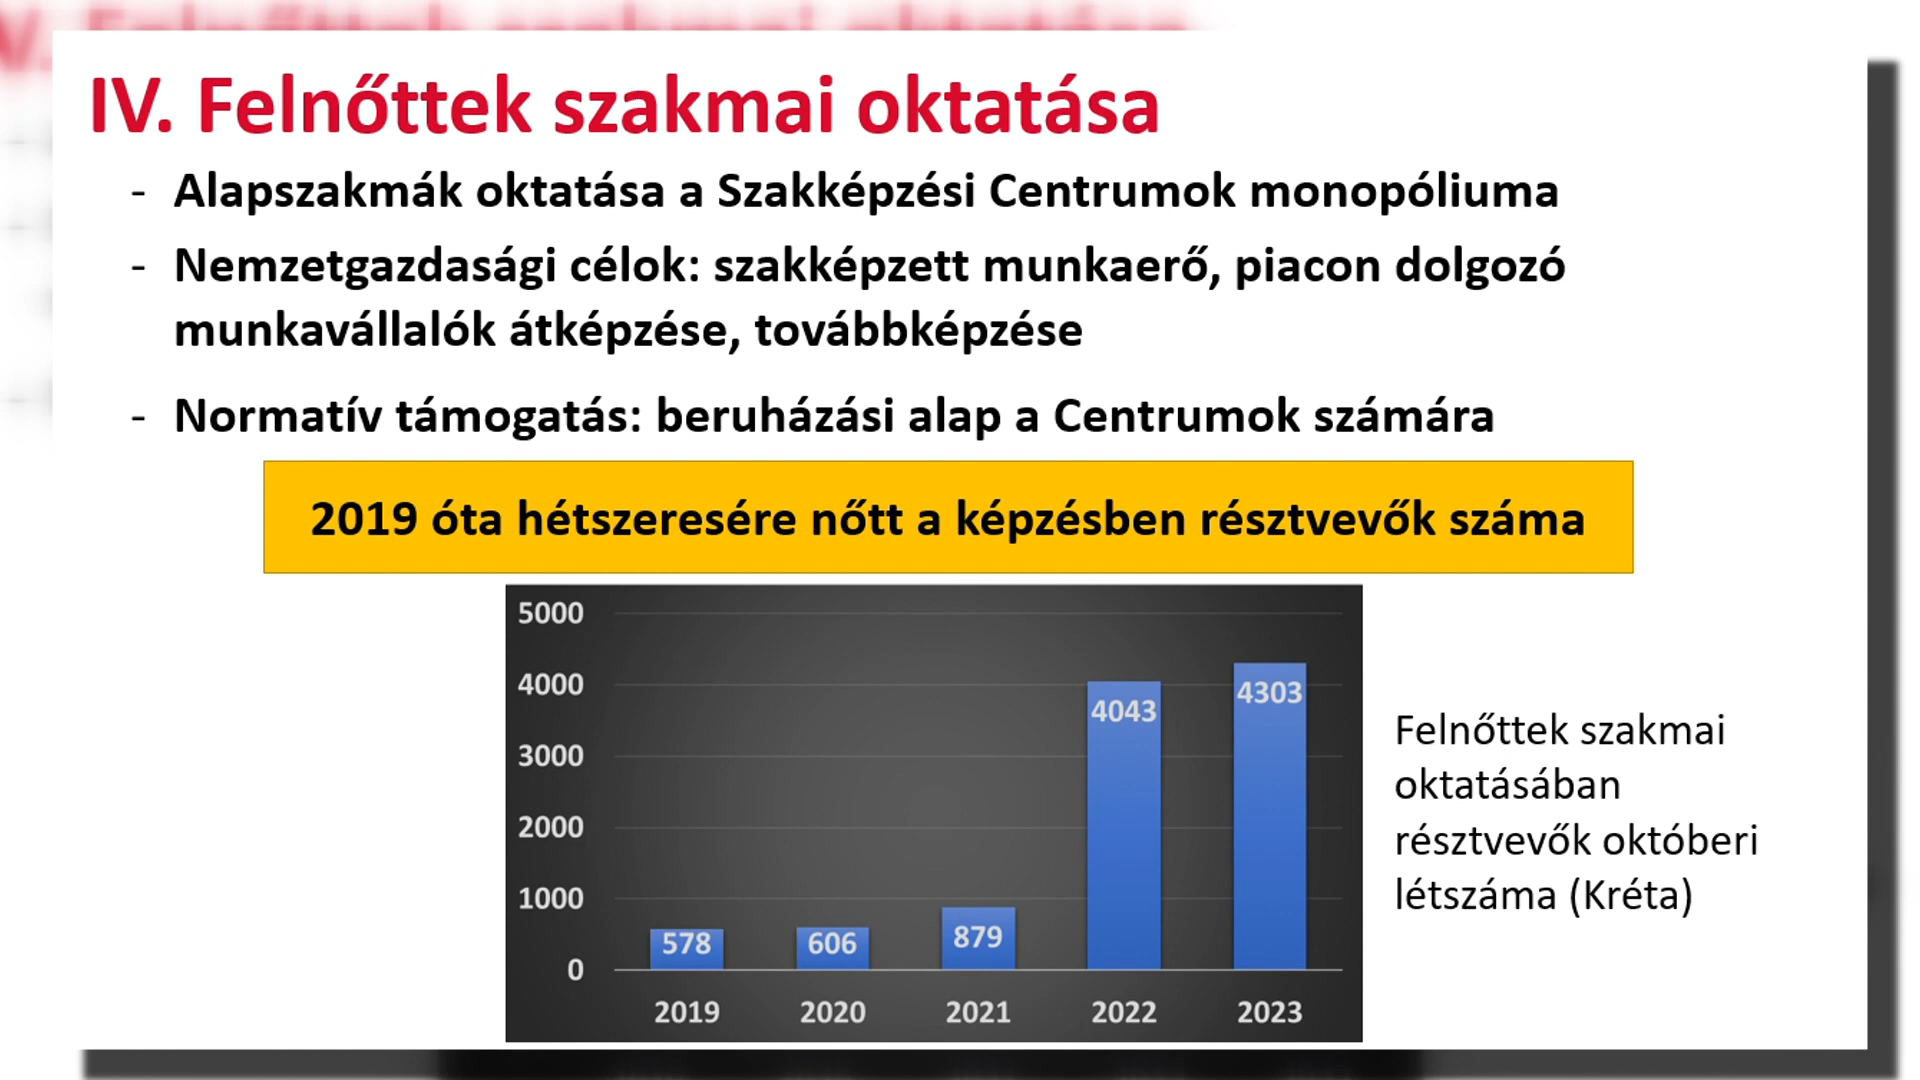 IV. Felnőttek szakmai oktatása
- Alapszakmák oktatása a Szakképzési Centrumok monopóliuma
- Nemzetgazdasági célok: szakképzett munkaerő, piacon dolgozó
munkavállalók átképzése, továbbképzése
- Normatív támogatás: beruházási alap a Centrumok számára
2019 óta hétszeresére nőtt a képzésben résztvevők száma
5000
4000
3000
2000
1000
0
578
606
879
4043
4303
2019 2020 2021 2022 2023
Felnőttek szakmai
oktatásában
résztvevők októberi
létszáma (Kréta)